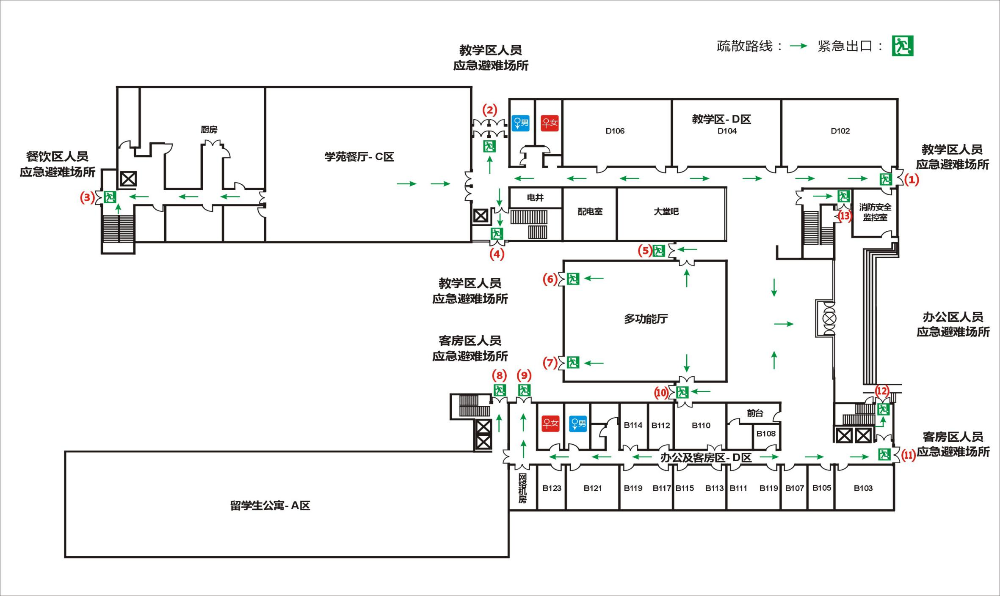 疏散路线： 紧急出口：
教学区人员
应急避难场所
(2)
男
女
教学区- D区
D106
D104
D102
厨房
学苑餐厅- C区
餐饮区人员
应急避难场所
教学区人员
应急避难场所
(1)
(3)
电井
配电室
大堂吧
消防安全
监控室
(13)
(4)
(5)
(6)
教学区人员
应急避难场所
多功能厅
办公区人员
应急避难场所
客房区人员
应急避难场所
(7)
(8)
(9)
(10)
(12)
女
男
B114
B112
B110
前台
B108
客房区人员
应急避难场所
(11)
办公及客房区- D区
网络机房
B123
B121
B119
B117
B115
B113
B111
B119
B107
B105
B103
留学生公寓- A区